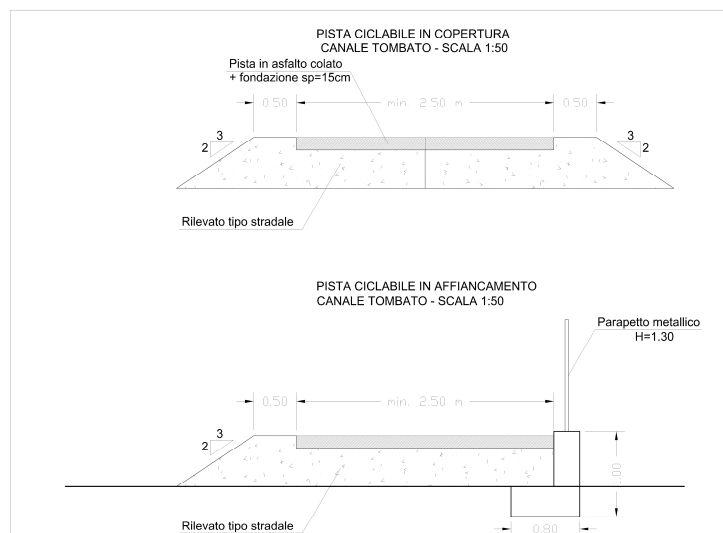 PISTA CICLABILE IN COPERTURA
CANALE TOMBATO - SCALA 1:50
Pista in asfalto colato
+ fondazione sp=15cm
0.50 min. 2.50 m 0.50
3
2
3
2
Rilevato tipo stradale
PISTA CICLABILE IN AFFIANCAMENTO
CANALE TOMBATO - SCALA 1:50
Parapetto metallico
H=1.30
0.50 min. 2.50 m
3
2
1.00
Rilevato tipo stradale
0.80